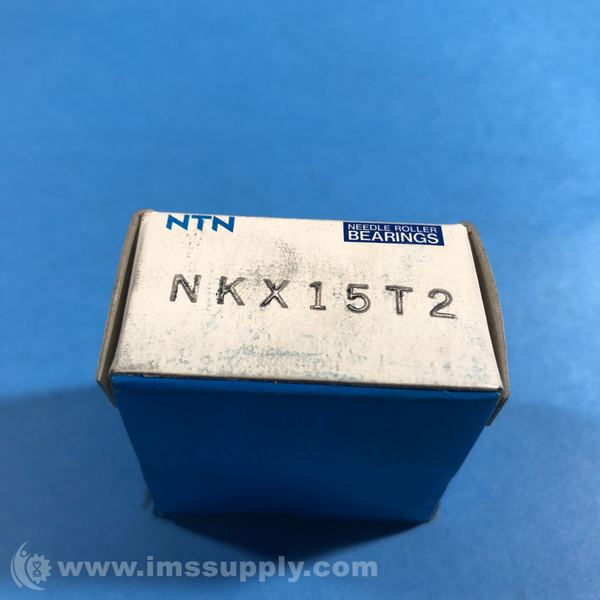 NTN
NEEDLE ROLLER
BEARINGS
NKX15T2
www.imssupply.com